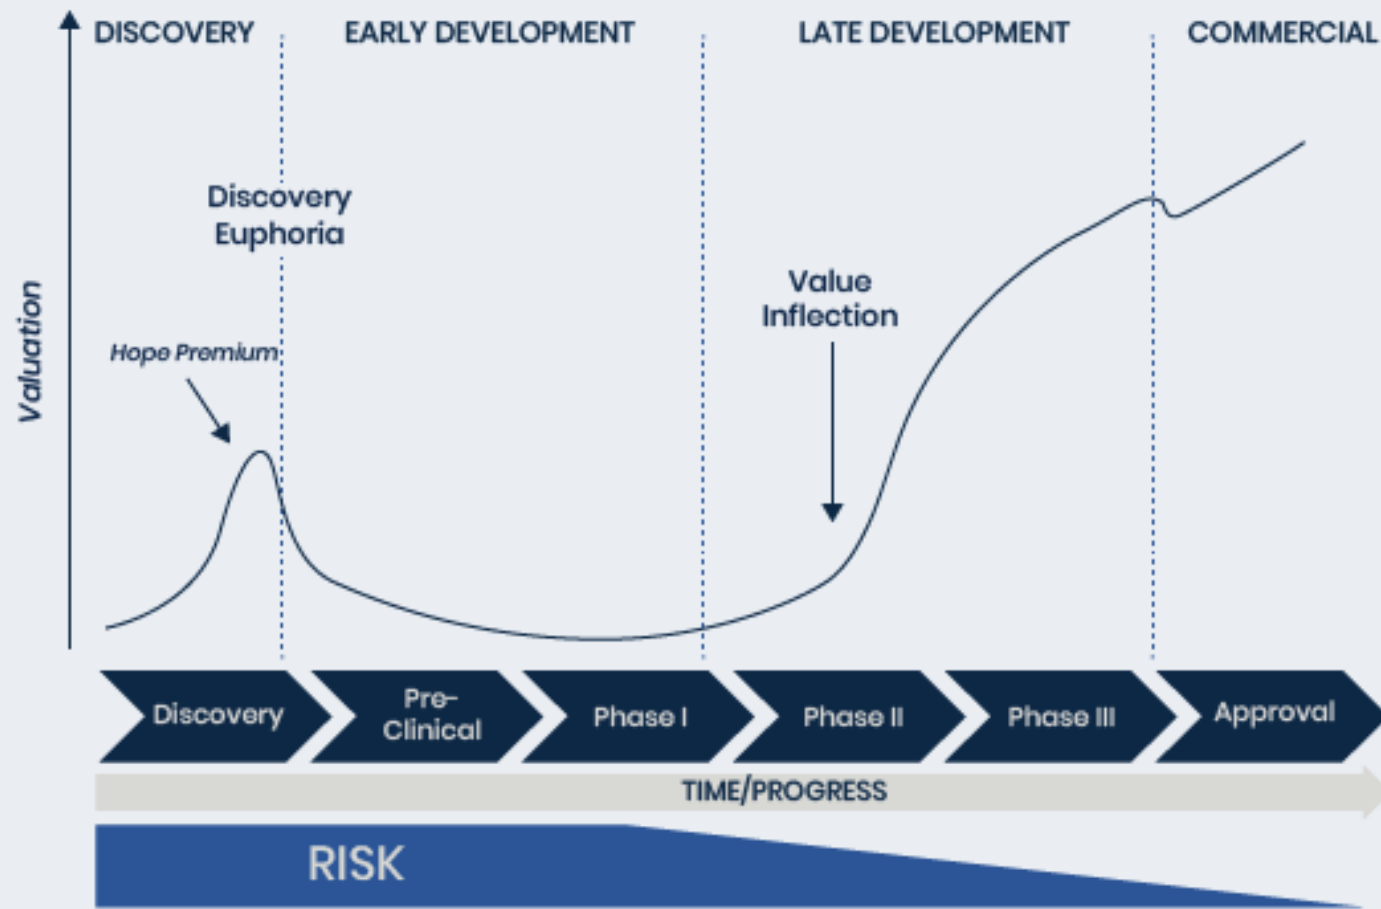 DISCOVERY
EARLY DEVELOPMENT
LATE DEVELOPMENT
COMMERCIAL
Discovery
Euphoria
Value
Inflection
Hope Premium
Valuation
Discovery
Pre-
Clinical
Phase I
Phase II
Phase III
Approval
TIME/PROGRESS
RISK